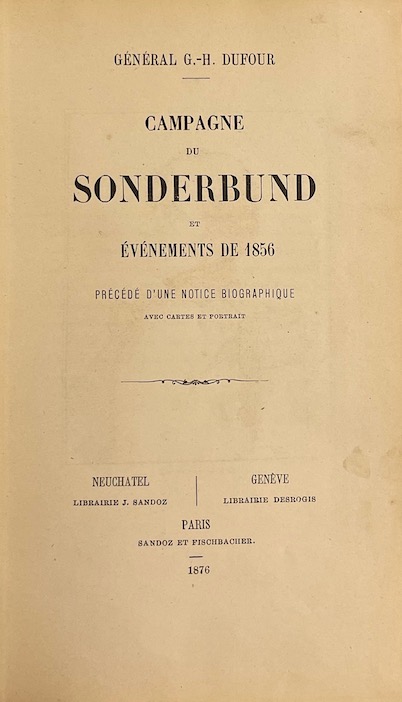 GÉNÉRAL G.-H. DUFOUR
CAMPAGNE
DU
SONDERBUND
ET
ÉVÉNEMENTS DE 1856
PRÉCÉDÉ D'UNE NOTICE BIOGRAPHIQUE
AVEC CARTES ET PORTRAIT
NEUCHATEL
LIBRAIRIE J. SANDOZ
GENÈVE
LIBRAIRIE DESROGIS
PARIS
SANDOZ ET FISCHBACHER.
1876